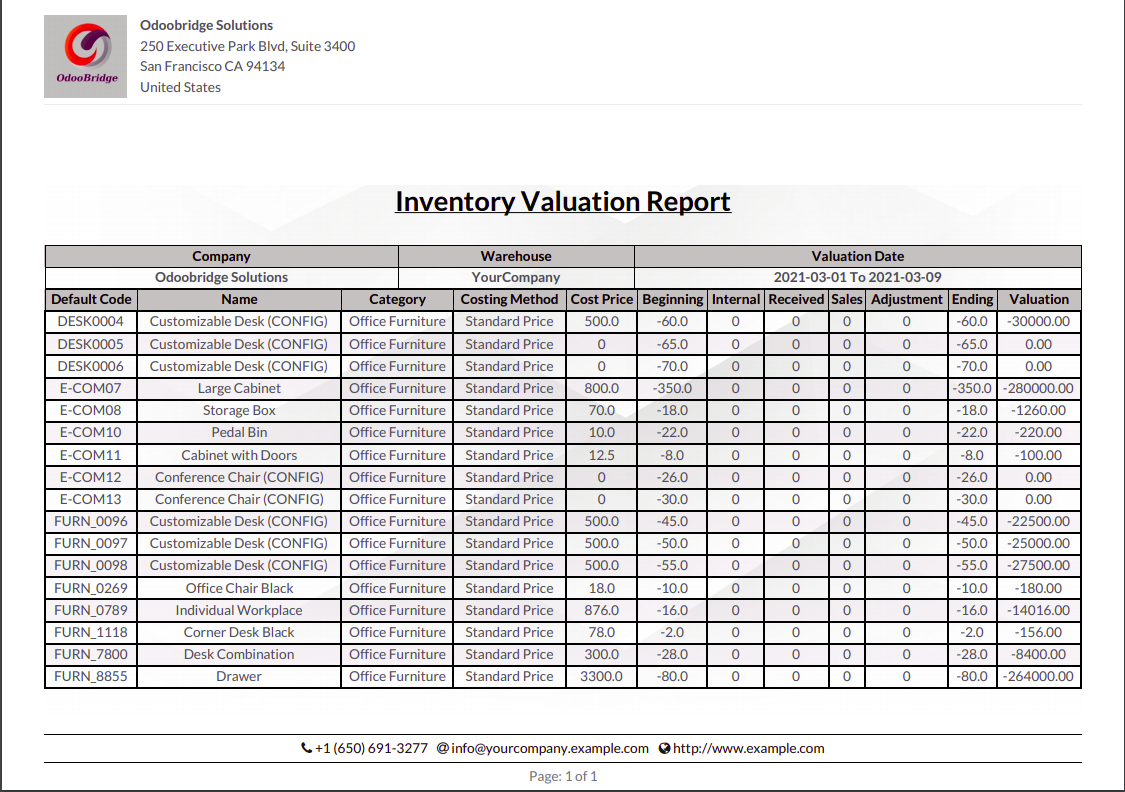 OdooBridge
Odoobridge Solutions
250 Executive Park Blvd, Suite 3400
San Francisco CA 94134
United States
Inventory Valuation Report
Company Warehouse Valuation Date
Odoobridge Solutions YourCompany 2021-03-01 To 2021-03-09
Default Code Name Category Costing Method Cost Price Beginning Internal Received Sales Adjustment Ending Valuation
DESK0004 Customizable Desk (CONFIG) Office Furniture Standard Price 500.0 -60.0 0 0 0 0 -60.0 -30000.00
DESK0005 Customizable Desk (CONFIG) Office Furniture Standard Price 0 -65.0 0 0 0 0 -65.0 0.00
DESK0006 Customizable Desk (CONFIG) Office Furniture Standard Price 0 -70.0 0 0 0 0 -70.0 0.00
E-COM07 Large Cabinet Office Furniture Standard Price 800.0 -350.0 0 0 0 0 -350.0 -280000.00
E-COM08 Storage Box Office Furniture Standard Price 70.0 -18.0 0 0 0 0 -18.0 -1260.00
E-COM10 Pedal Bin Office Furniture Standard Price 10.0 -22.0 0 0 0 0 -22.0 -220.00
E-COM11 Cabinet with Doors Office Furniture Standard Price 12.5 -8.0 0 0 0 0 -8.0 -100.00
E-COM12 Conference Chair (CONFIG) Office Furniture Standard Price 0 -26.0 0 0 0 0 -26.0 0.00
E-COM13 Conference Chair (CONFIG) Office Furniture Standard Price 0 -30.0 0 0 0 0 -30.0 0.00
FURN_0096 Customizable Desk (CONFIG) Office Furniture Standard Price 500.0 -45.0 0 0 0 0 -45.0 -22500.00
FURN_0097 Customizable Desk (CONFIG) Office Furniture Standard Price 500.0 -50.0 0 0 0 0 -50.0 -25000.00
FURN_0098 Customizable Desk (CONFIG) Office Furniture Standard Price 500.0 -55.0 0 0 0 0 -55.0 -27500.00
FURN_0269 Office Chair Black Office Furniture Standard Price 18.0 -10.0 0 0 0 0 -10.0 -180.00
FURN_0789 Individual Workplace Office Furniture Standard Price 876.0 -16.0 0 0 0 0 -16.0 -14016.00
FURN_1118 Corner Desk Black Office Furniture Standard Price 78.0 -2.0 0 0 0 0 -2.0 -156.00
FURN_7800 Desk Combination Office Furniture Standard Price 300.0 -28.0 0 0 0 0 -28.0 -8400.00
FURN_8855 Drawer Office Furniture Standard Price 3300.0 -80.0 0 0 0 0 -80.0 -264000.00
+1 (650) 691-3277 @ info@yourcompany.example.com http://www.example.com
Page: 1 of 1